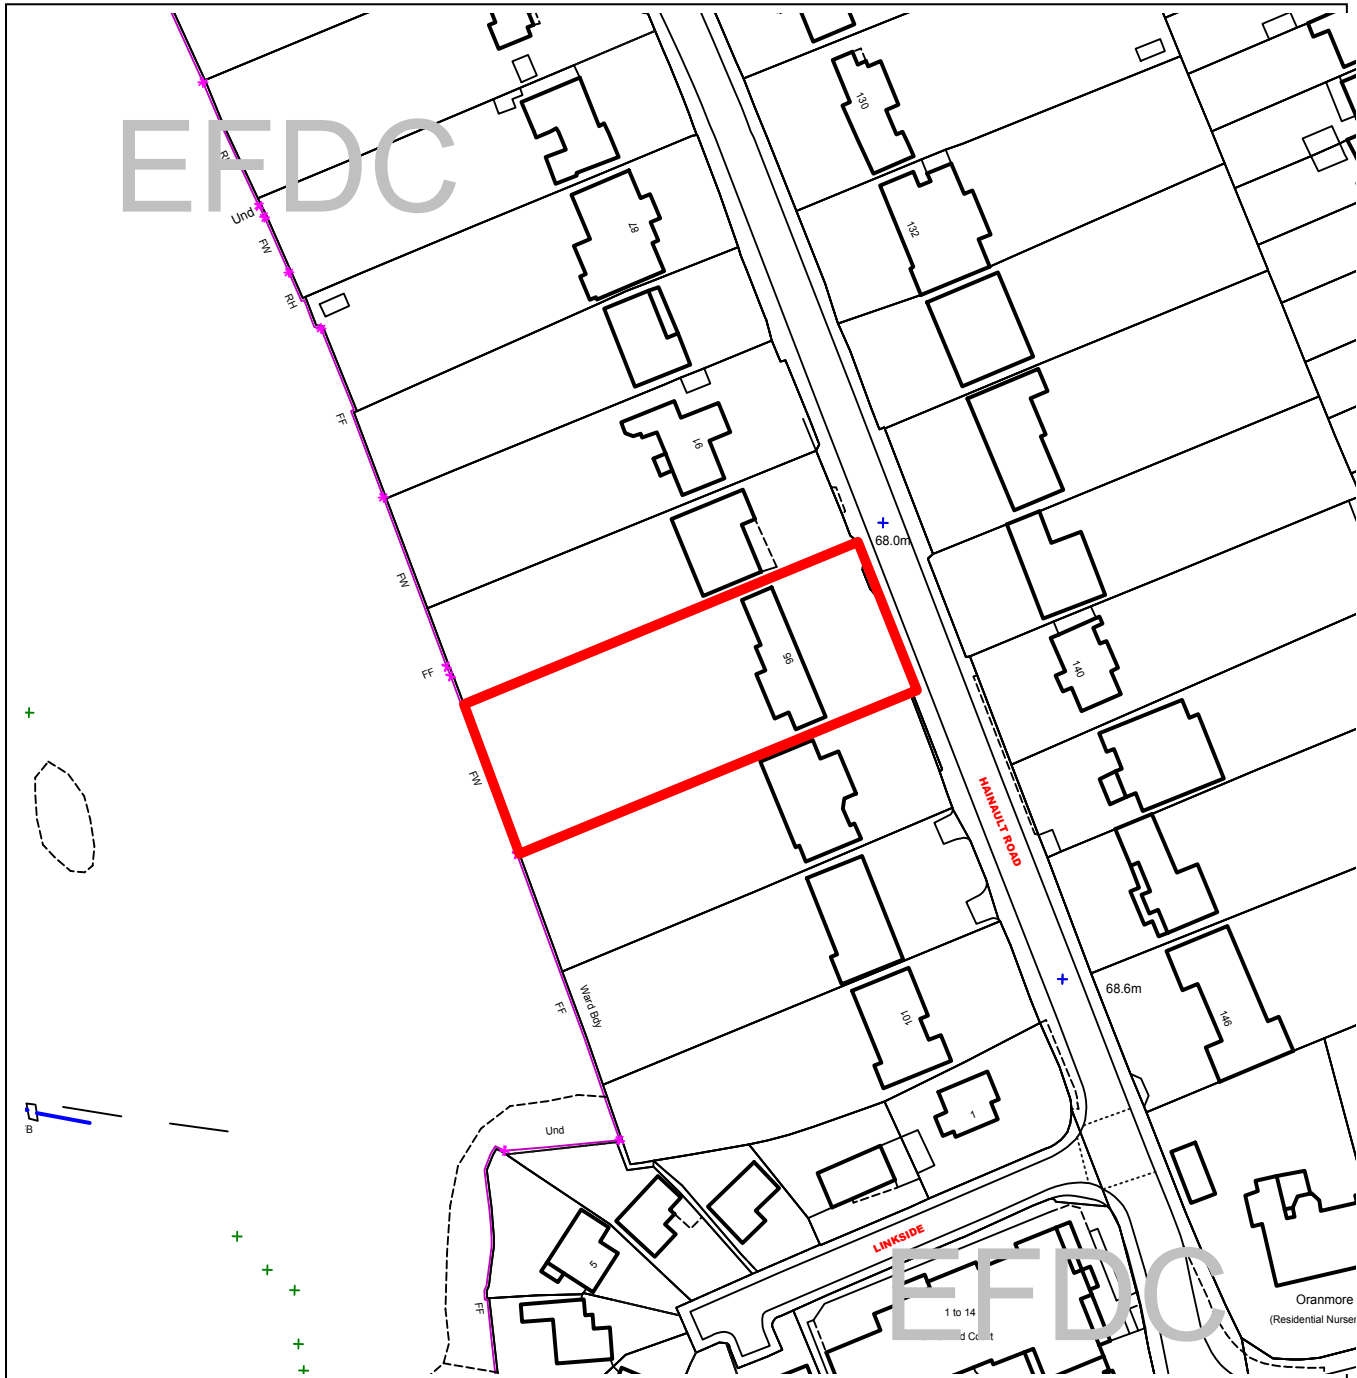 130
EFDC
Und
87
132
FW
RH
FF
91
68.0m
FW
95
140
FF
FW
HAINAULT ROAD
68.6m
Ward Bdy
FF
101
146
1
Und
LINKSIDE
5
EFDC
FF
Oranmore
1 to 14